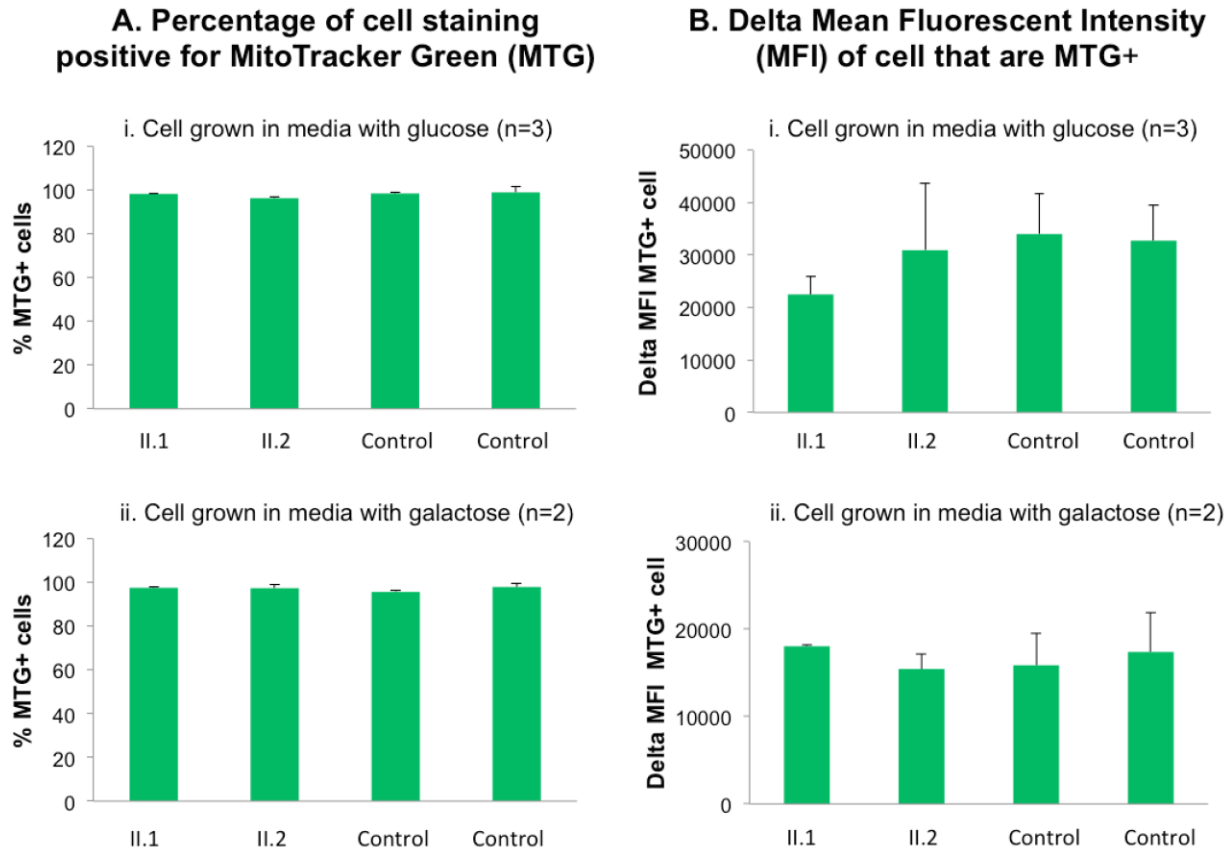 A. Percentage of cell staining
positive for MitoTracker Green (MTG)
i. Cell grown in media with glucose (n=3)
% MTG+ cells
120
100
80
60
40
20
0
II.1 II.2 Control Control
ii. Cell grown in media with galactose (n=2)
% MTG+ cells
120
100
80
60
40
20
0
II.1 II.2 Control Control
B. Delta Mean Fluorescent Intensity
(MFI) of cell that are MTG+
i. Cell grown in media with glucose (n=3)
Delta MFI MTG+ cell
50000
40000
30000
20000
10000
0
II.1 II.2 Control Control
ii. Cell grown in media with galactose (n=2)
Delta MFI MTG+ cell
30000
20000
10000
0
II.1 II.2 Control Control